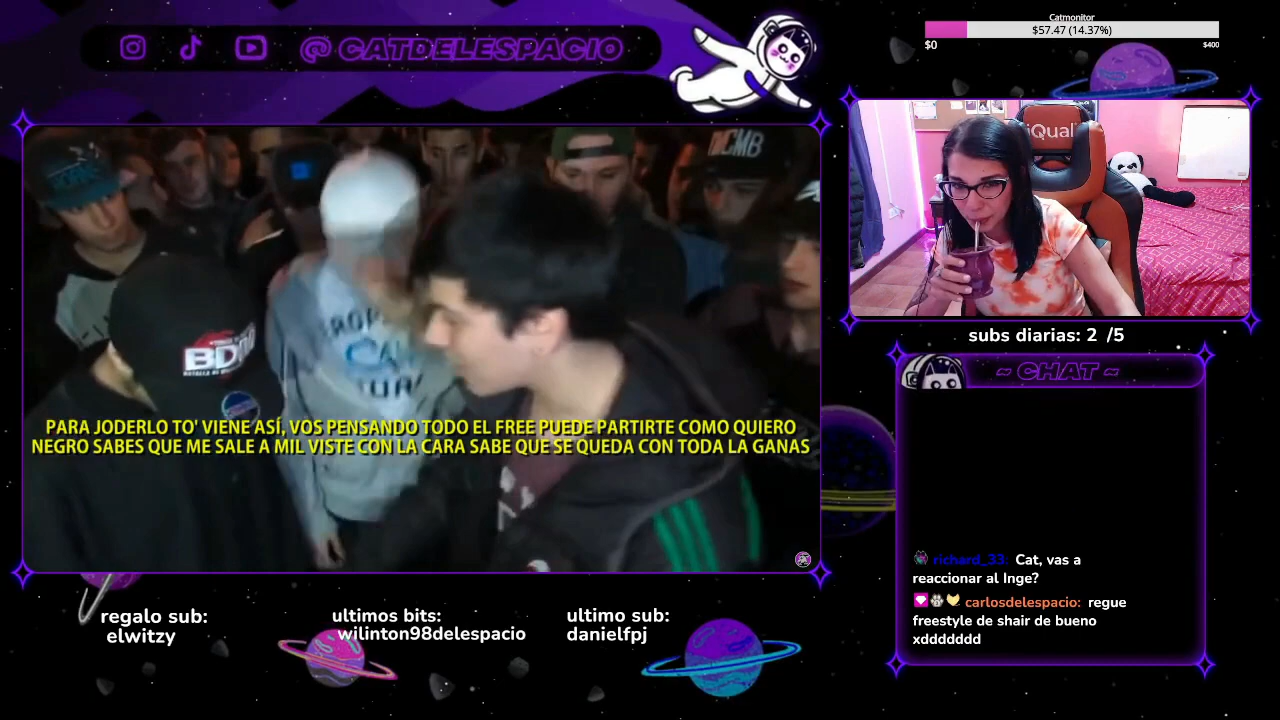 @CATDELESPACIO
Catmonitor
$57.47 (14.37%)
$0
$400
CMB
iQual
BDM
PARA JODERLO TO' VIENE ASÍ, VOS PENSANDO TODO EL FREE PUEDE PARTIRTE COMO QUIERO
NEGRO SABES QUE ME SALE A MIL VISTE CON LA CARA SABE QUE SE QUEDA CON TODA LA GANAS
subs diarias: 2 /5
~ CHAT ~
richard_33: Cat, vas a
reaccionar al Inge?
carlosdelespacio: regue
freestyle de shair de bueno
xddddddd
regalo sub:
elwitzy
ultimos bits:
wilinton98delespacio
ultimo sub:
danielfpj